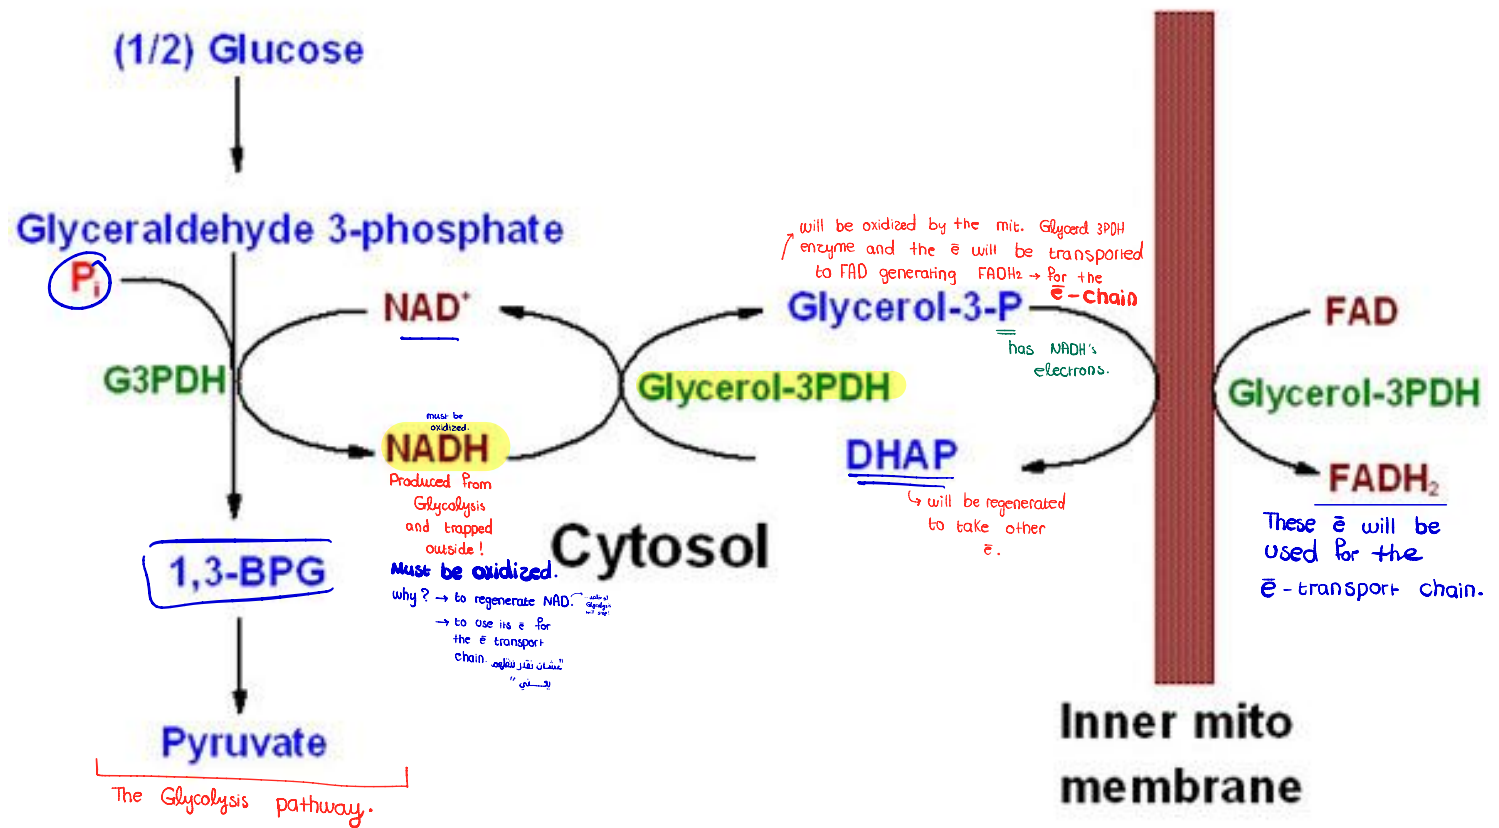 (1/2) Glucose
Glyceraldehyde 3-phosphate
Pi
NAD+
G3PDH
must be
oxidized.
NADH
Produced from
Glycolysis
and trapped
outside!
Must be oxidized.
why? → to regenerate NAD.
→ to use its e for
the ē transport
chain. "عشان نقدر ننقلهم
يعني"
1,3-BPG
Pyruvate
The Glycolysis pathway.
will be oxidized by the mit. Glycerol 3PDH
enzyme and the ē will be transported
to FAD generating FADH2 → for the
ē-chain
Glycerol-3-P
has NADH's
electrons.
Glycerol-3PDH
DHAP
↳ will be regenerated
to take other
ē.
Cytosol
FAD
Glycerol-3PDH
FADH2
These ē will be
used for the
ē-transport chain.
Inner mito
membrane